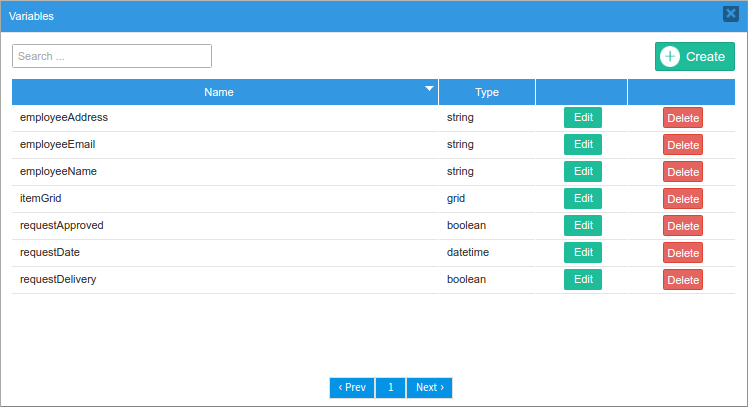 Variables
Search ...
Create
Name Type
employeeAddress string Edit Delete
employeeEmail string Edit Delete
employeeName string Edit Delete
itemGrid grid Edit Delete
requestApproved boolean Edit Delete
requestDate datetime Edit Delete
requestDelivery boolean Edit Delete
‹ Prev 1 Next ›